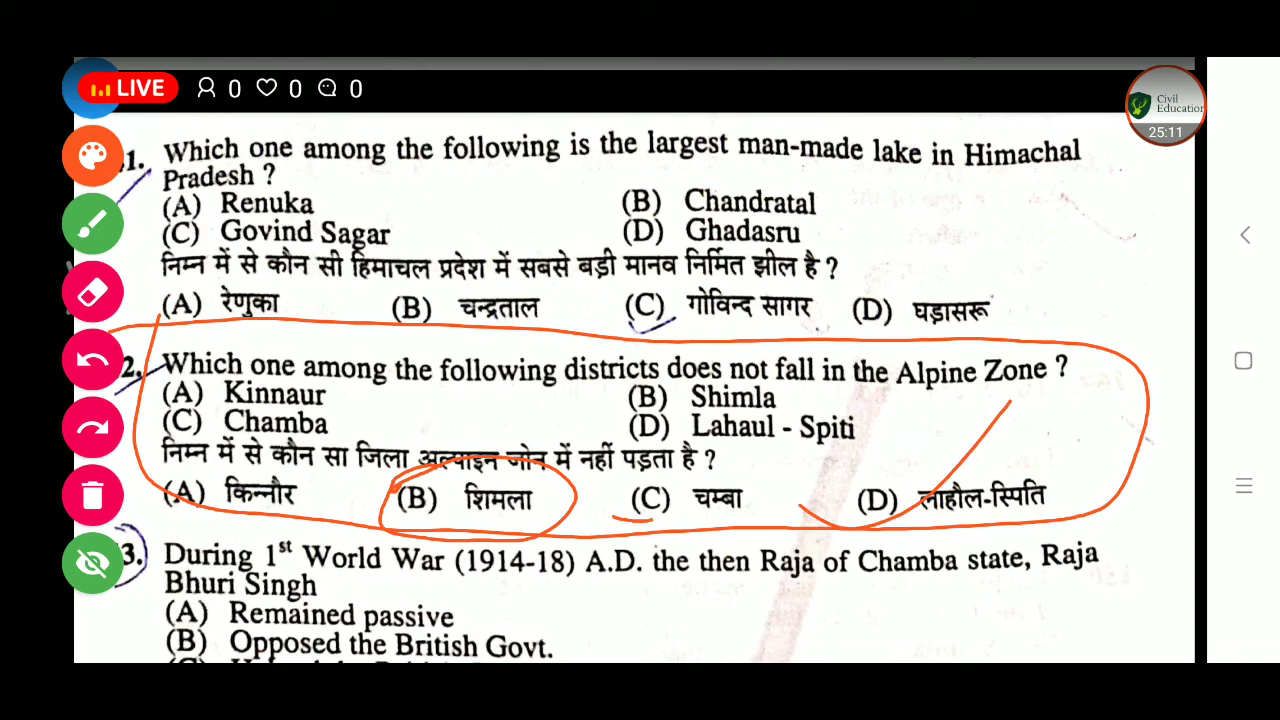 LIVE 0 0 0
Civil
Education
25:11
1. Which one among the following is the largest man-made lake in Himachal
Pradesh ?
(A) Renuka (B) Chandratal
(C) Govind Sagar (D) Ghadasru
निम्न में से कौन सी हिमाचल प्रदेश में सबसे बड़ी मानव निर्मित झील है ?
(A) रेणुका (B) चन्द्रताल (C) गोविन्द सागर (D) घड़ासरू
2. Which one among the following districts does not fall in the Alpine Zone ?
(A) Kinnaur (B) Shimla
(C) Chamba (D) Lahaul - Spiti
निम्न में से कौन सा जिला अल्पाइन जोन में नहीं पड़ता है ?
(A) किन्नौर (B) शिमला (C) चम्बा (D) लाहौल-स्पिति
3. During 1st World War (1914-18) A.D. the then Raja of Chamba state, Raja
Bhuri Singh
(A) Remained passive
(B) Opposed the British Govt.